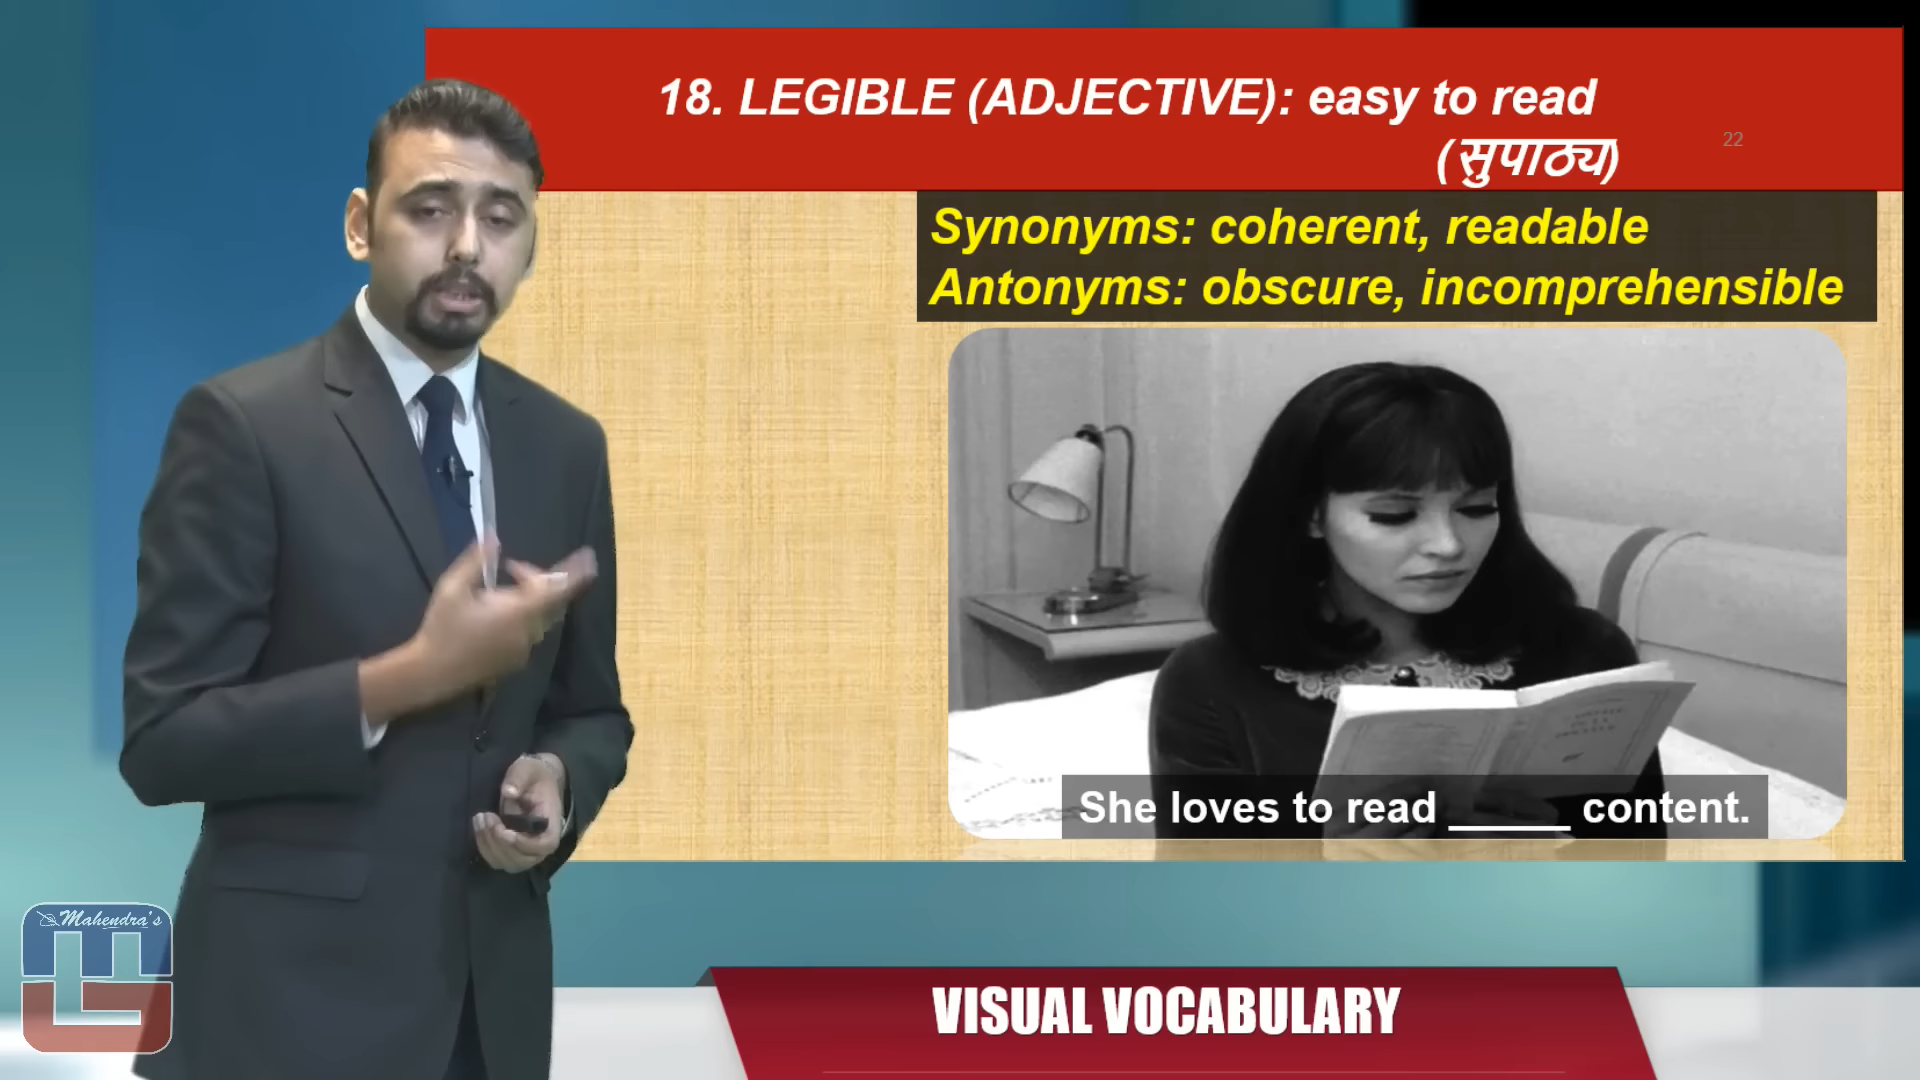 18. LEGIBLE (ADJECTIVE): easy to read
(सुपाठ्य)
22
Synonyms: coherent, readable
Antonyms: obscure, incomprehensible
She loves to read _____ content.
Mahendra's
VISUAL VOCABULARY